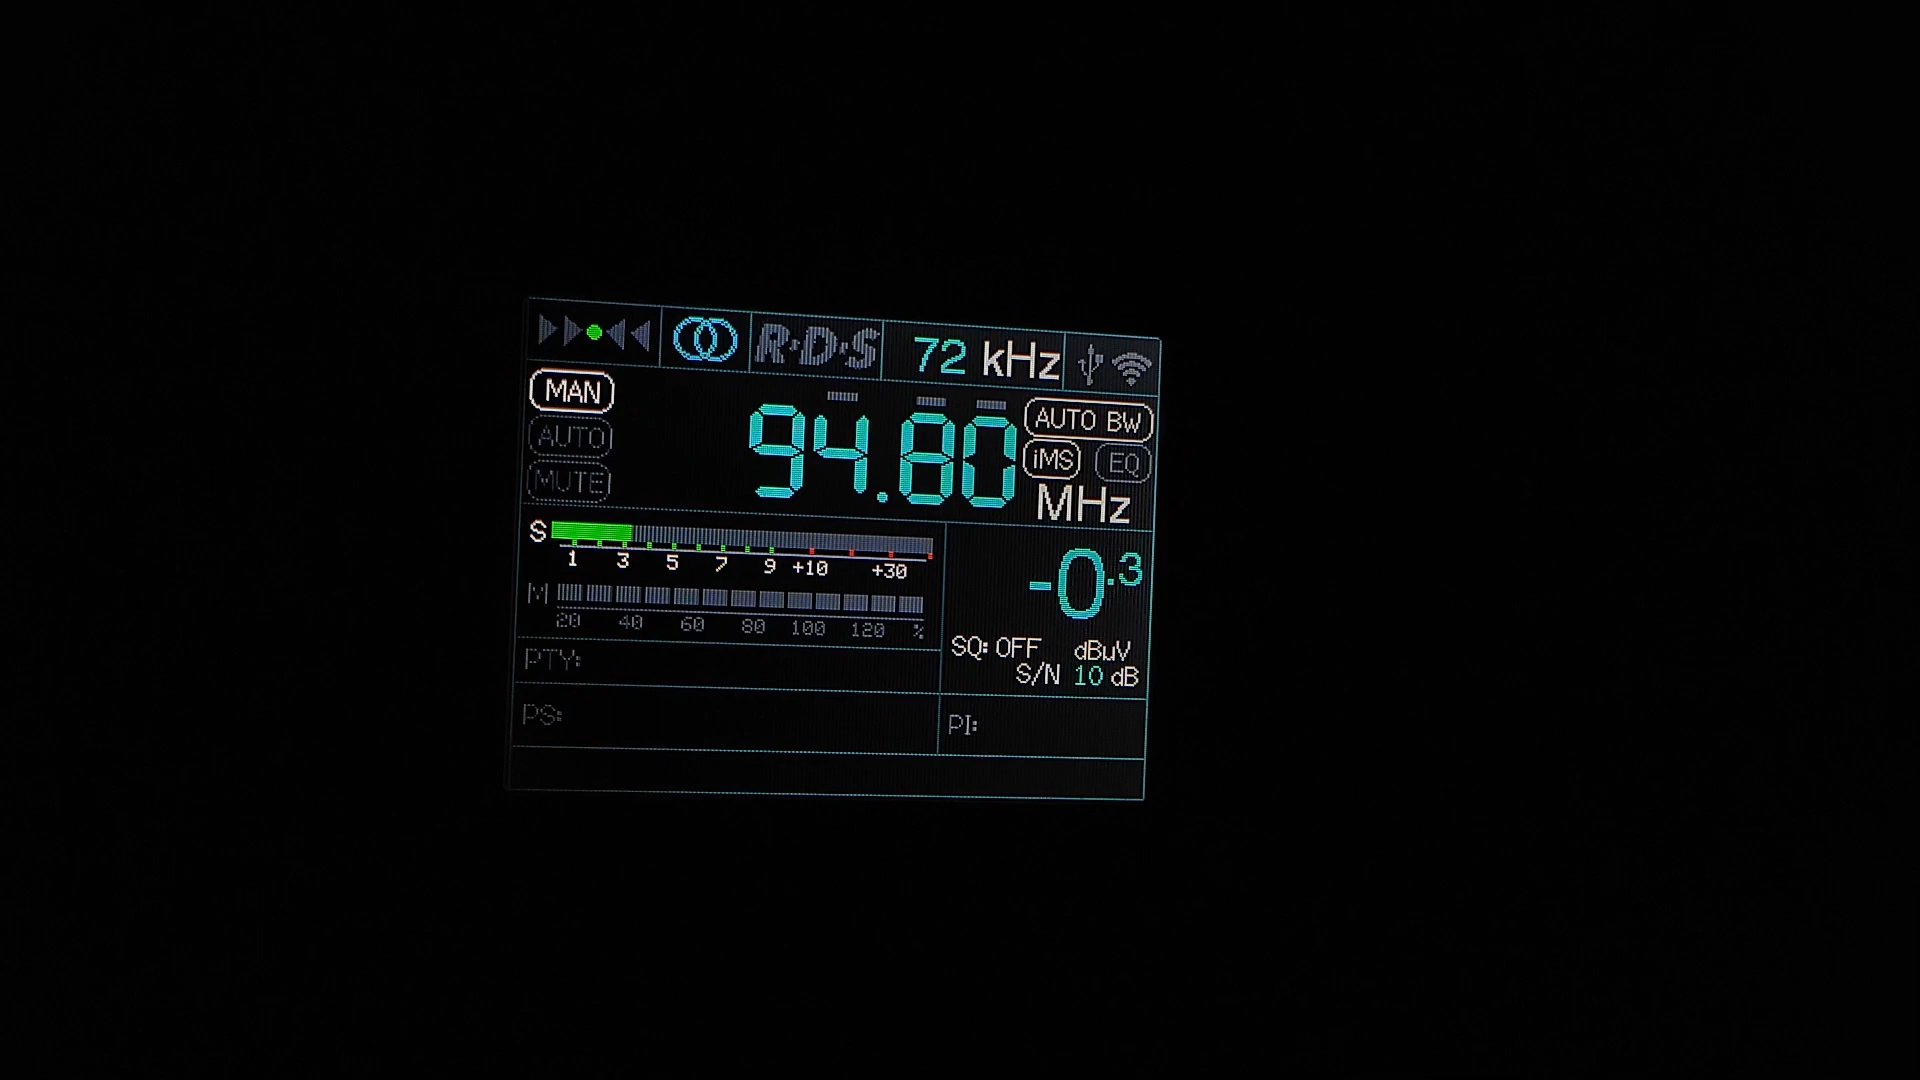 R·D·S 72 kHz
MAN 94.80 AUTO BW
AUTO iMS EQ
MUTE MHz
S
1 3 5 7 9 +10 +30
-0.3
M
20 40 60 80 100 120 %
SQ: OFF dBuV
S/N 10 dB
PTY:
PS:
PI: